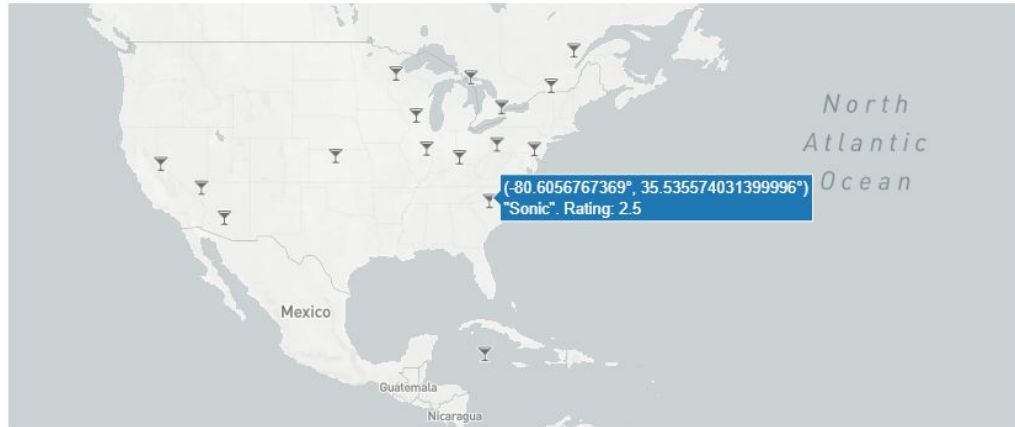 North
Atlantic
Ocean
(-80.6056767369°, 35.535574031399996°)
"Sonic". Rating: 2.5
Mexico
Guatemala
Nicaragua